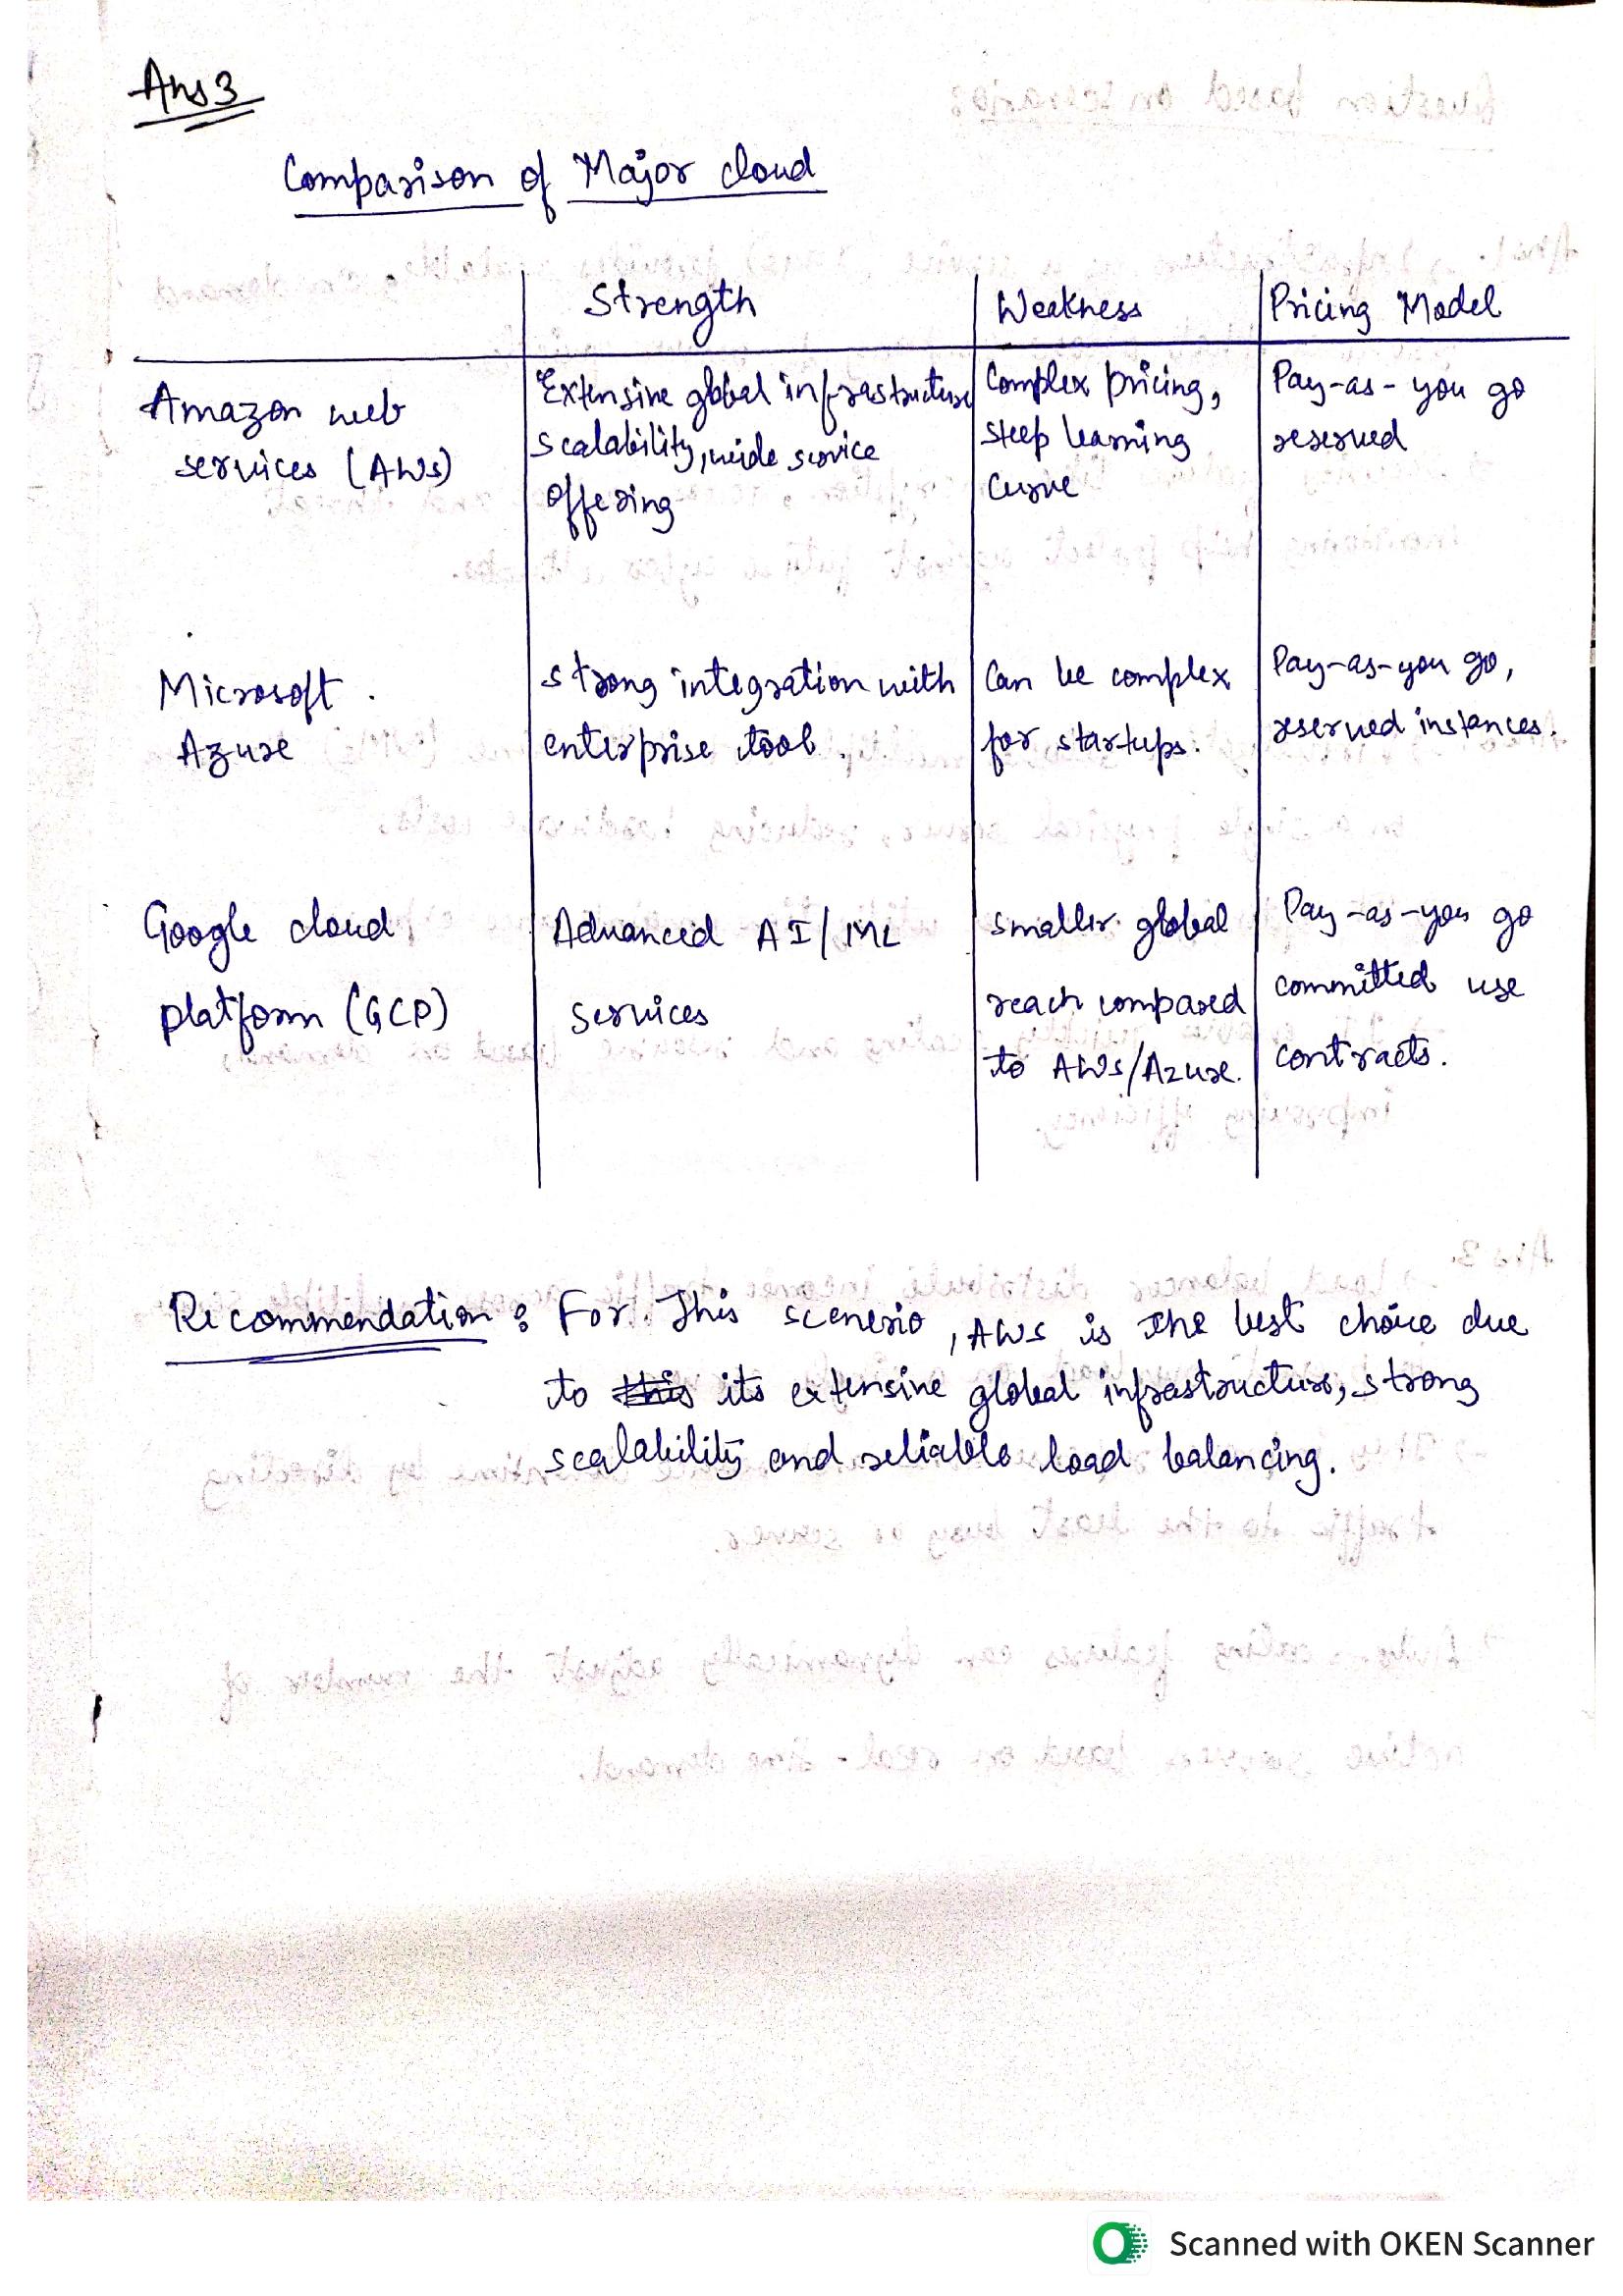 Ans 3
Comparison of Major cloud
Strength | Weakness | Pricing Model
Amazon web services (AWS) | Extensive global infrastructure scalability, wide service offering | Complex pricing, steep learning curve | Pay-as-you go reserved
Microsoft Azure | strong integration with enterprise tool | Can be complex for startups. | Pay-as-you go, reserved instances.
Google cloud platform (GCP) | Advanced AI/ML services | smaller global reach compared to AWS/Azure. | Pay-as-you go committed use contracts.
Recommendation : For This scenerio, AWS is the best choice due
to its extensive global infrastructure, strong
scalability and reliable load balancing.
Scanned with OKEN Scanner